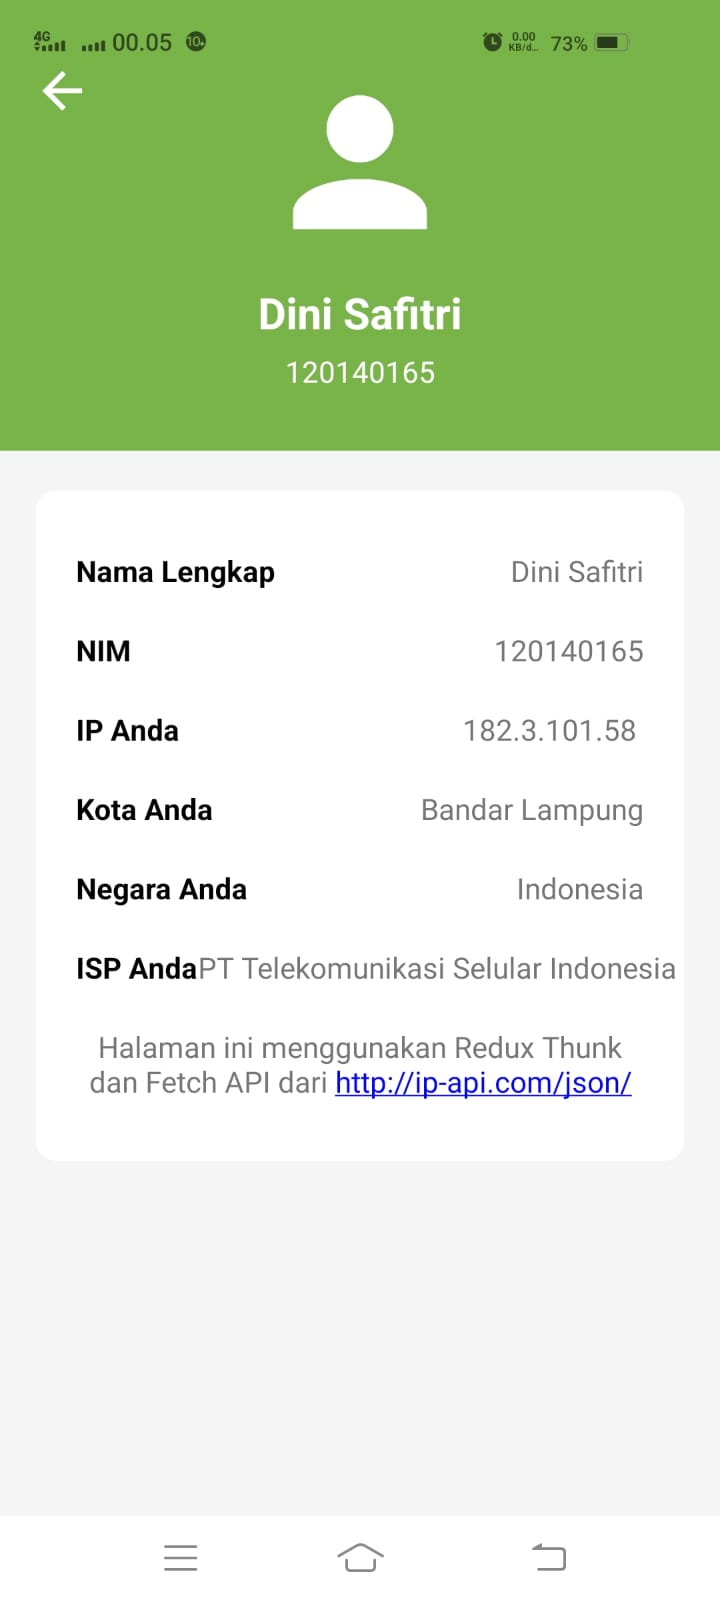 4G 00.05 10+ 0.00 KB/d... 73%
Dini Safitri
120140165
Nama Lengkap Dini Safitri
NIM 120140165
IP Anda 182.3.101.58
Kota Anda Bandar Lampung
Negara Anda Indonesia
ISP Anda PT Telekomunikasi Selular Indonesia
Halaman ini menggunakan Redux Thunk
dan Fetch API dari http://ip-api.com/json/